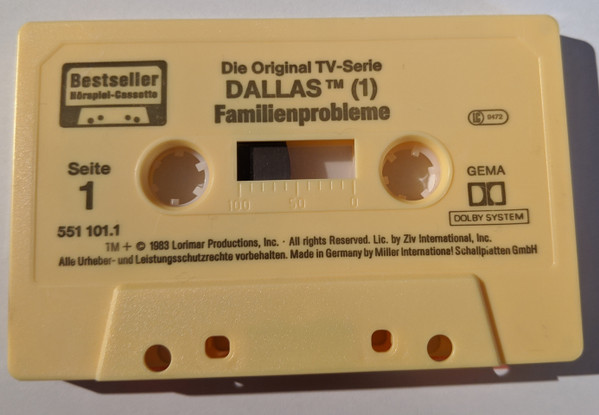 Bestseller
Hörspiel-Cassette
Die Original TV-Serie
DALLAS™ (1)
Familienprobleme
LC 0472
Seite
1
100 50 0
GEMA
DOLBY SYSTEM
551 101.1
TM + © 1983 Lorimar Productions, Inc. · All rights Reserved. Lic. by Ziv International, Inc.
Alle Urheber- und Leistungsschutzrechte vorbehalten. Made in Germany by Miller International Schallplatten GmbH